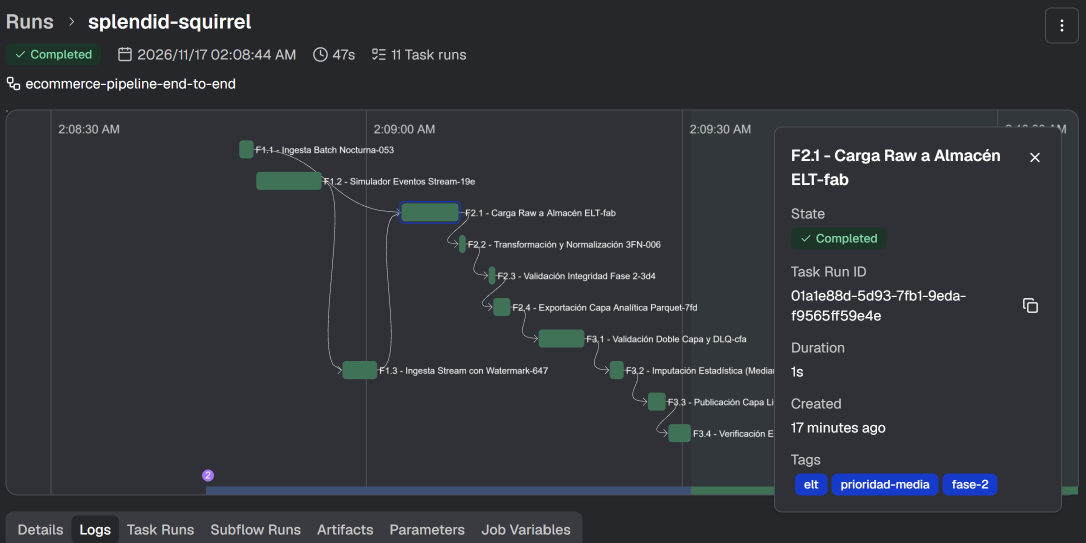 Runs > splendid-squirrel
Completed 2026/11/17 02:08:44 AM 47s 11 Task runs
ecommerce-pipeline-end-to-end
2:08:30 AM 2:09:00 AM 2:09:30 AM
F1.1 - Ingesta Batch Nocturna-053
F1.2 - Simulador Eventos Stream-19e
F2.1 - Carga Raw a Almacén ELT-fab
F2.2 - Transformación y Normalización 3FN-006
F2.3 - Validación Integridad Fase 2-3d4
F2.4 - Exportación Capa Analítica Parquet-7fd
F3.1 - Validación Doble Capa y DLQ-cfa
F1.3 - Ingesta Stream con Watermark-647
F3.2 - Imputación Estadística (Media
F3.3 - Publicación Capa Li
F3.4 - Verificación E
2
F2.1 - Carga Raw a Almacén
ELT-fab
State
Completed
Task Run ID
01a1e88d-5d93-7fb1-9eda-
f9565ff59e4e
Duration
1s
Created
17 minutes ago
Tags
elt prioridad-media fase-2
Details Logs Task Runs Subflow Runs Artifacts Parameters Job Variables